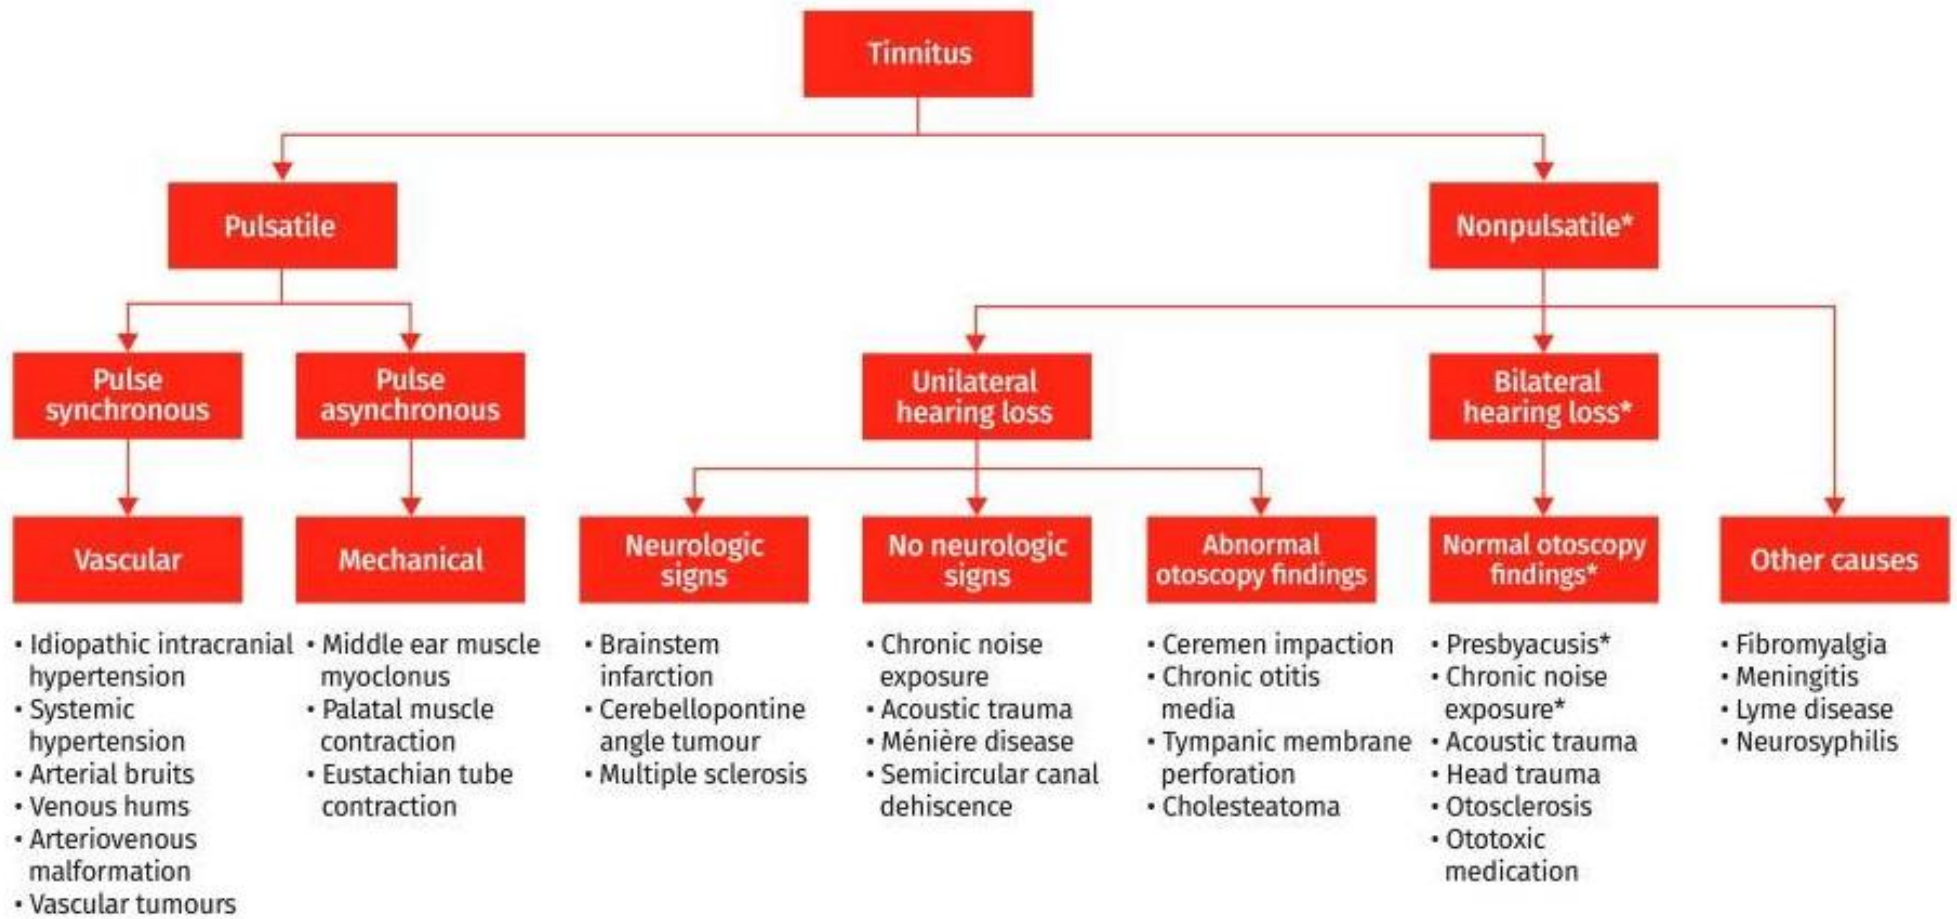 Tinnitus
Pulsatile
Nonpulsatile*
Pulse
synchronous
Pulse
asynchronous
Unilateral
hearing loss
Bilateral
hearing loss*
Vascular
Mechanical
Neurologic
signs
No neurologic
signs
Abnormal
otoscopy findings
Normal otoscopy
findings*
Other causes
• Idiopathic intracranial
hypertension
• Systemic
hypertension
• Arterial bruits
• Venous hums
• Arteriovenous
malformation
• Vascular tumours
• Middle ear muscle
myoclonus
• Palatal muscle
contraction
• Eustachian tube
contraction
• Brainstem
infarction
• Cerebellopontine
angle tumour
• Multiple sclerosis
• Chronic noise
exposure
• Acoustic trauma
• Ménière disease
• Semicircular canal
dehiscence
• Ceremen impaction
• Chronic otitis
media
• Tympanic membrane
perforation
• Cholesteatoma
• Presbyacusis*
• Chronic noise
exposure*
• Acoustic trauma
• Head trauma
• Otosclerosis
• Ototoxic
medication
• Fibromyalgia
• Meningitis
• Lyme disease
• Neurosyphilis